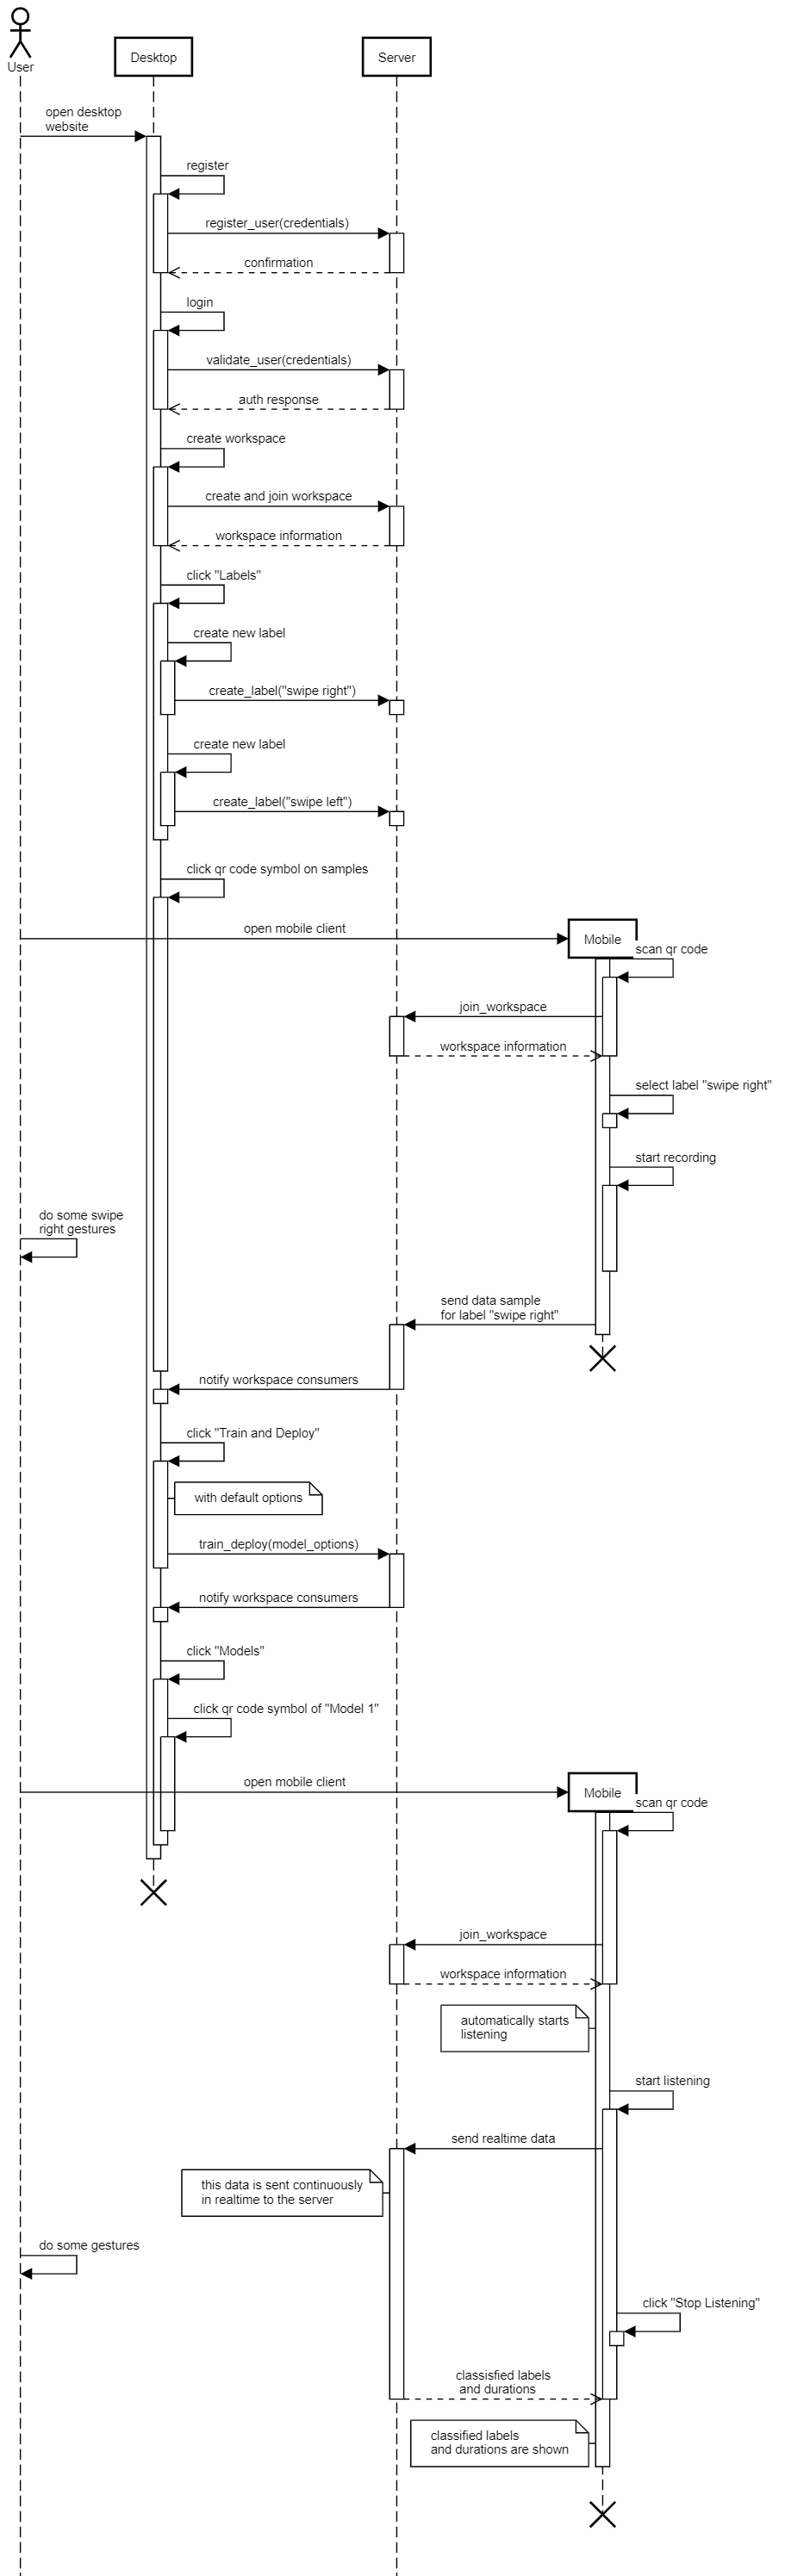 User
Desktop
Server
open desktop
website
register
register_user(credentials)
confirmation
login
validate_user(credentials)
auth response
create workspace
create and join workspace
workspace information
click "Labels"
create new label
create_label("swipe right")
create new label
create_label("swipe left")
click qr code symbol on samples
open mobile client
Mobile
scan qr code
join_workspace
workspace information
select label "swipe right"
start recording
do some swipe
right gestures
send data sample
for label "swipe right"
notify workspace consumers
click "Train and Deploy"
with default options
train_deploy(model_options)
notify workspace consumers
click "Models"
click qr code symbol of "Model 1"
open mobile client
Mobile
scan qr code
join_workspace
workspace information
automatically starts
listening
start listening
send realtime data
this data is sent continuously
in realtime to the server
do some gestures
click "Stop Listening"
classisfied labels
and durations
classified labels
and durations are shown